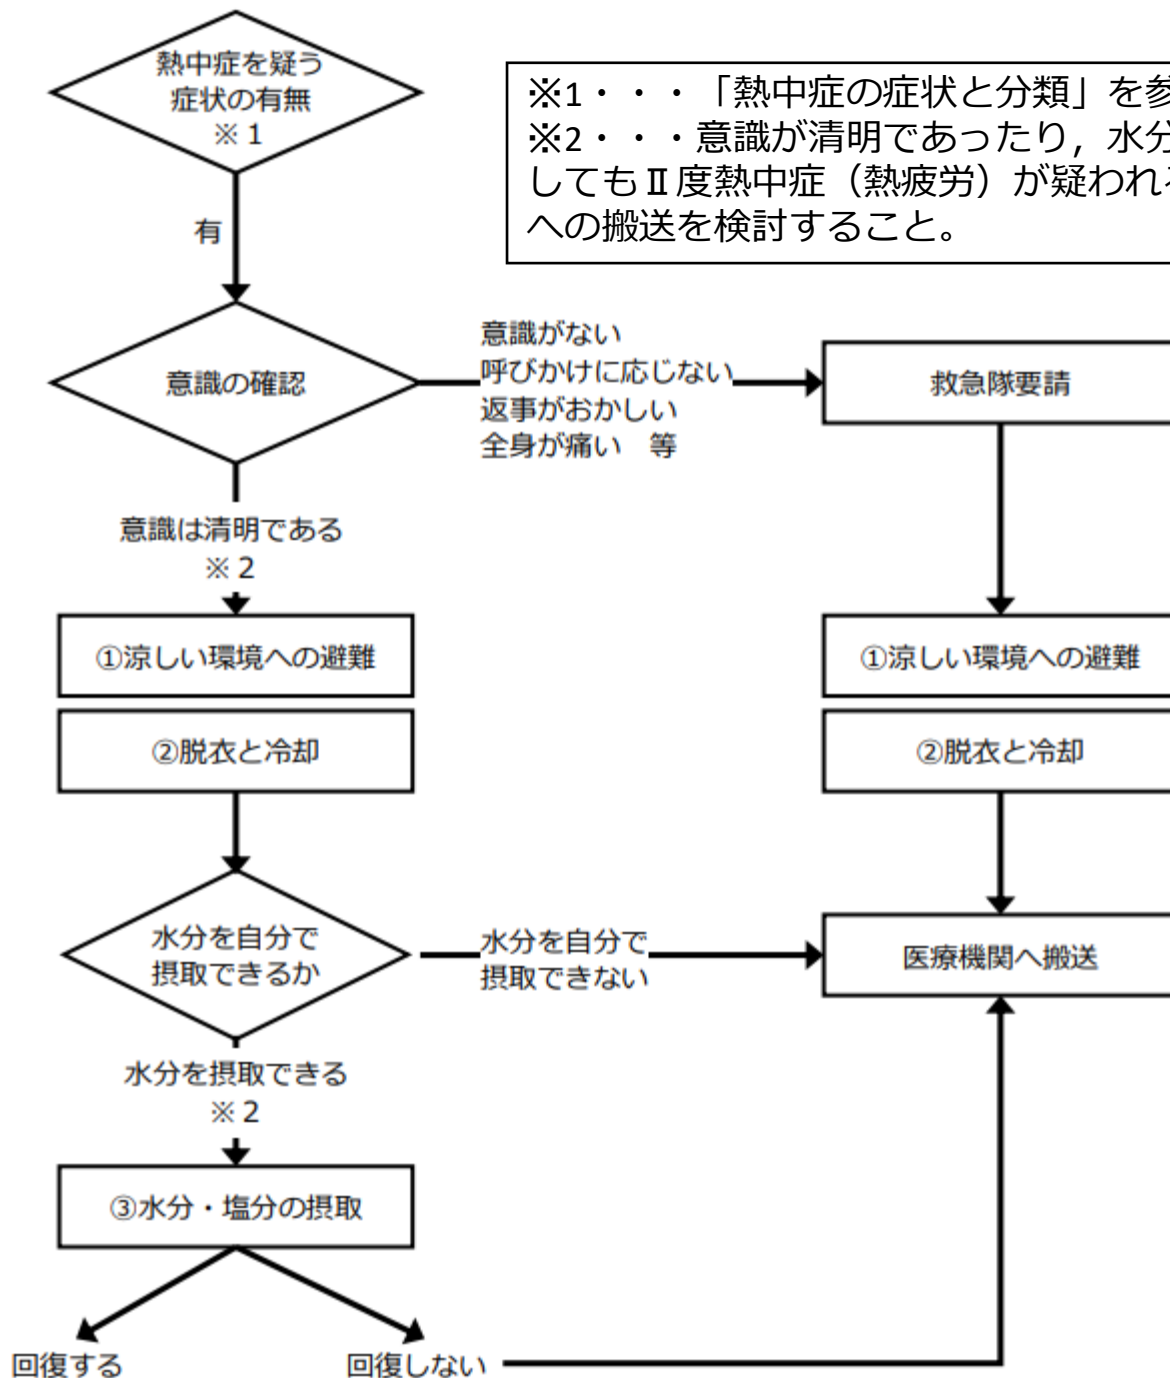 熱中症を疑う
症状の有無
※1
※1・・・「熱中症の症状と分類」を参
※2・・・意識が清明であったり，水分
してもⅡ度熱中症（熱疲労）が疑われ
への搬送を検討すること。
有
意識の確認
意識がない
呼びかけに応じない
返事がおかしい
全身が痛い　等
救急隊要請
意識は清明である
※2
①涼しい環境への避難
②脱衣と冷却
①涼しい環境への避難
②脱衣と冷却
水分を自分で
摂取できるか
水分を自分で
摂取できない
医療機関へ搬送
水分を摂取できる
※2
③水分・塩分の摂取
回復する
回復しない